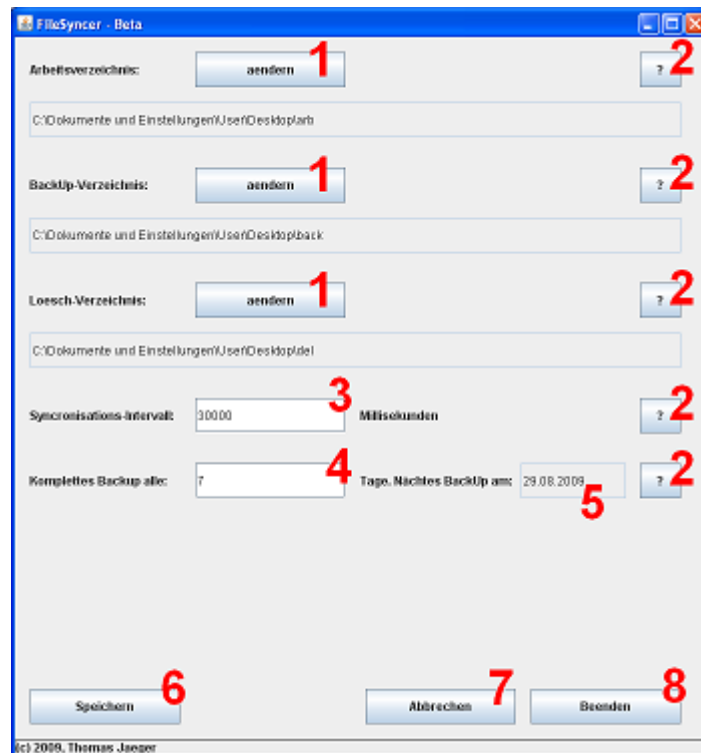 FileSyncer - Beta
Arbeitsverzeichnis: aendern 1 ? 2
C:\Dokumente und Einstellungen\User\Desktop\arb
BackUp-Verzeichnis: aendern 1 ? 2
C:\Dokumente und Einstellungen\User\Desktop\back
Loesch-Verzeichnis: aendern 1 ? 2
C:\Dokumente und Einstellungen\User\Desktop\del
Syncronisations-Intervall: 30000 3 Millisekunden ? 2
Komplettes Backup alle: 7 4 Tage. Nächtes BackUp am: 29.08.2009 5 ? 2
Speichern 6 Abbrechen 7 Beenden 8
(c) 2009, Thomas Jaeger